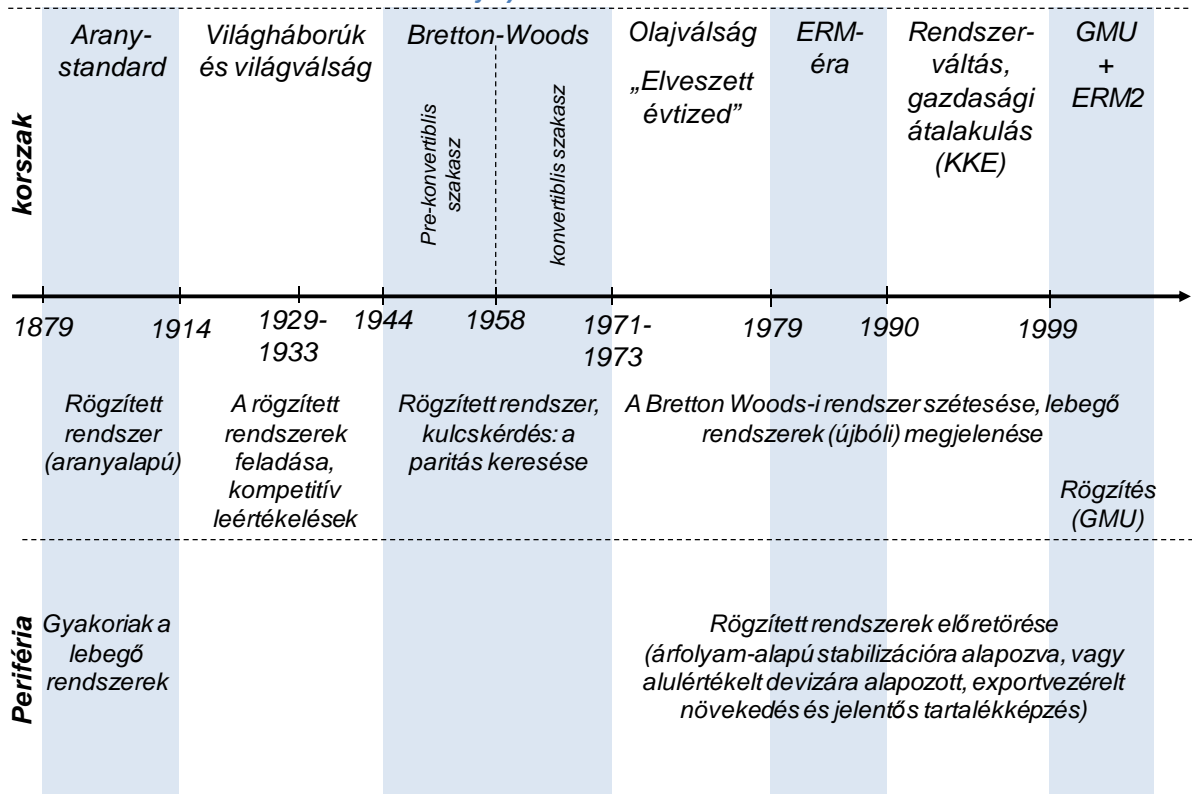 Arany-
standard
Világháborúk
és világválság
Bretton-Woods
Pre-konvertiblis
szakasz
konvertiblis szakasz
Olajválság
„Elveszett
évtized”
ERM-
éra
Rendszer-
váltás,
gazdasági
átalakulás
(KKE)
GMU
+
ERM2
korszak
1879
1914
1929-
1933
1944
1958
1971-
1973
1979
1990
1999
Rögzített
rendszer
(aranyalapú)
A rögzített
rendszerek
feladása,
kompetitív
leértékelések
Rögzített rendszer,
kulcskérdés: a
paritás keresése
A Bretton Woods-i rendszer szétesése, lebegő
rendszerek (újbóli) megjelenése
Rögzítés
(GMU)
Periféria
Gyakoriak a
lebegő
rendszerek
Rögzített rendszerek előretörése
(árfolyam-alapú stabilizációra alapozva, vagy
alulértékelt devizára alapozott, exportvezérelt
növekedés és jelentős tartalékképzés)